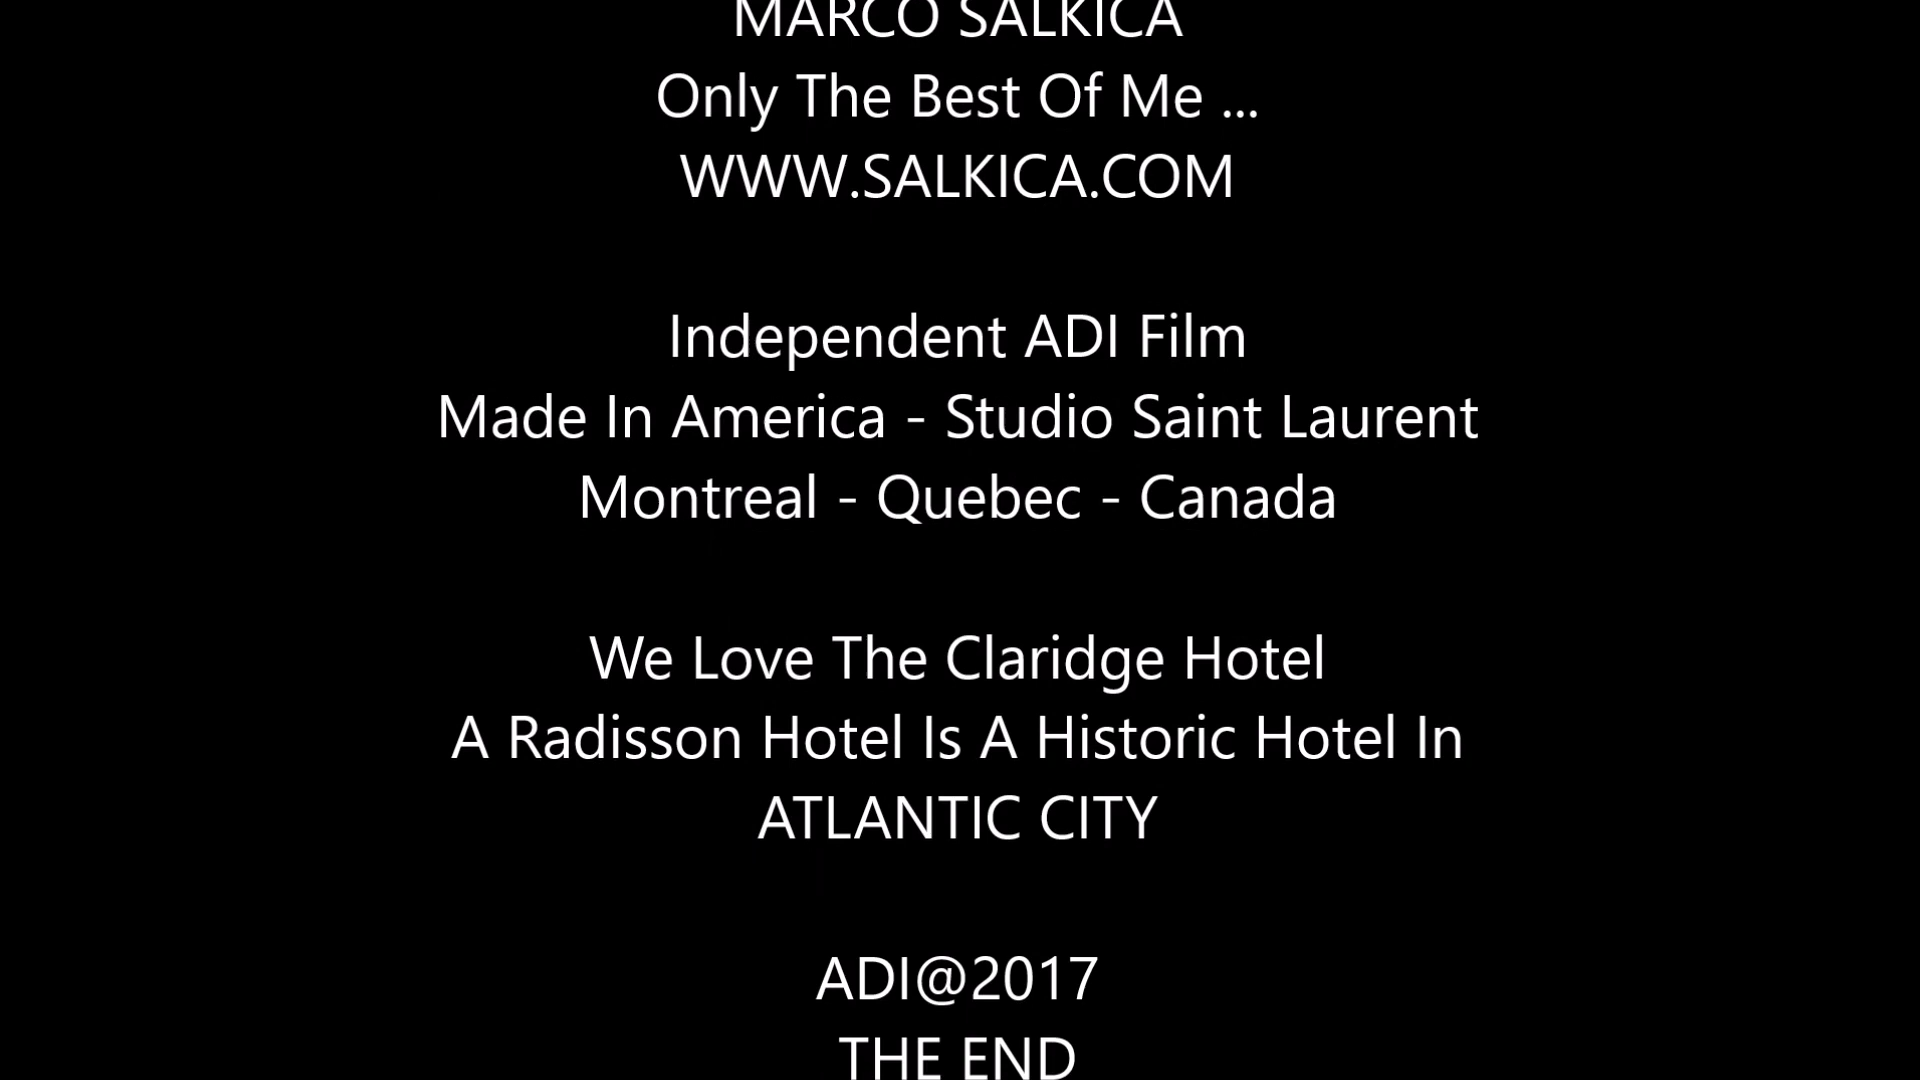 MARCO SALKICA
Only The Best Of Me ...
WWW.SALKICA.COM
Independent ADI Film
Made In America - Studio Saint Laurent
Montreal - Quebec - Canada
We Love The Claridge Hotel
A Radisson Hotel Is A Historic Hotel In
ATLANTIC CITY
ADI@2017
THE END